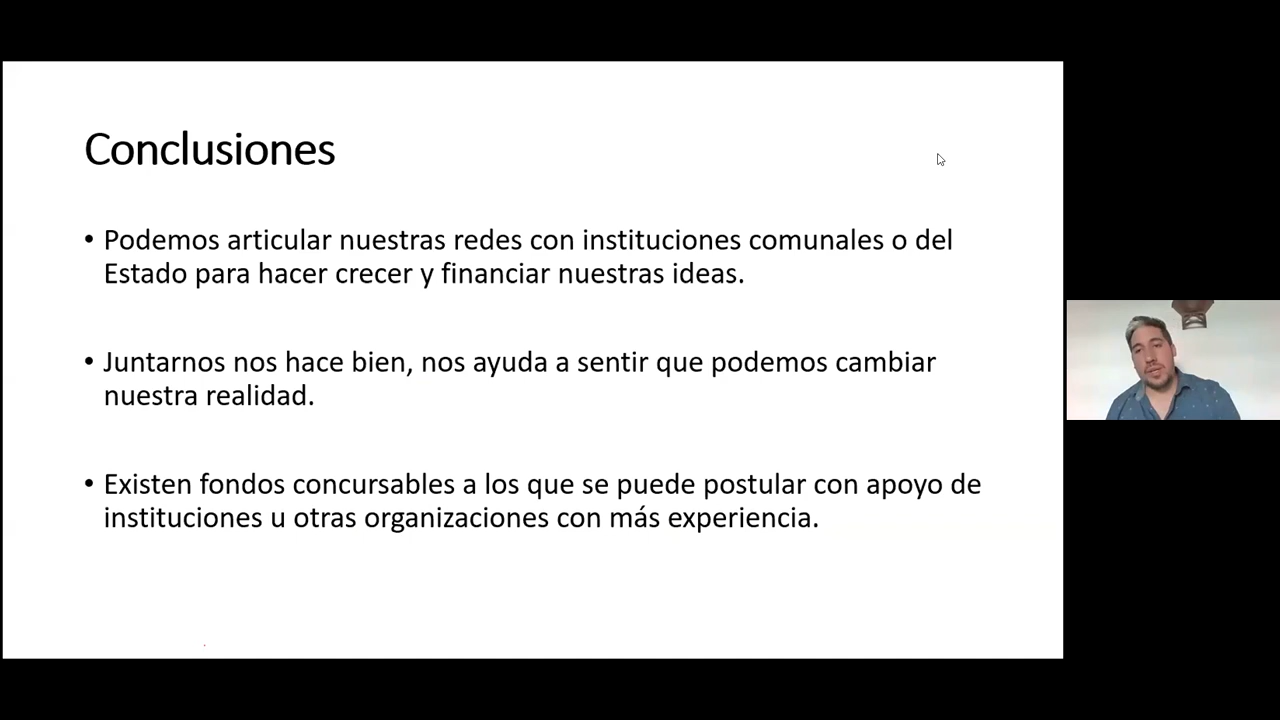 Conclusiones
• Podemos articular nuestras redes con instituciones comunales o del
Estado para hacer crecer y financiar nuestras ideas.
• Juntarnos nos hace bien, nos ayuda a sentir que podemos cambiar
nuestra realidad.
• Existen fondos concursables a los que se puede postular con apoyo de
instituciones u otras organizaciones con más experiencia.